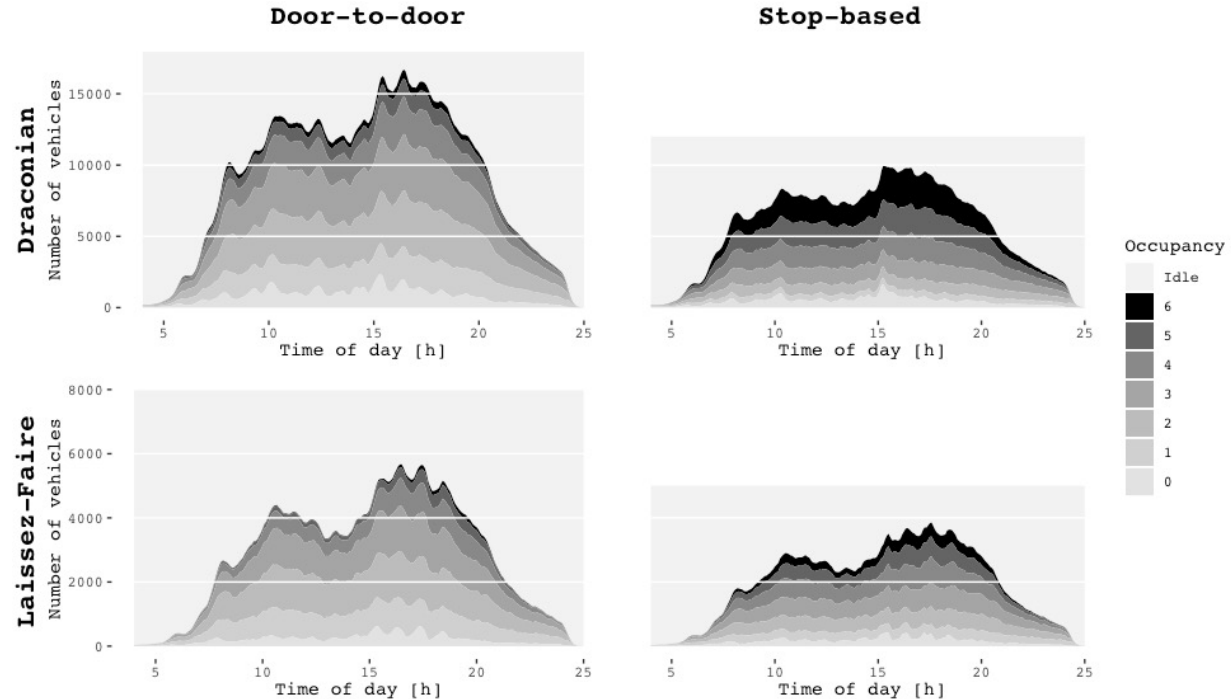 Door-to-door
Stop-based
Draconian
Number of vehicles
15000
10000
5000
0
5 10 15 20 25
Time of day [h]
5 10 15 20 25
Time of day [h]
Occupancy
Idle
6
5
4
3
2
1
0
Laissez-Faire
Number of vehicles
8000
6000
4000
2000
0
5 10 15 20 25
Time of day [h]
5 10 15 20 25
Time of day [h]